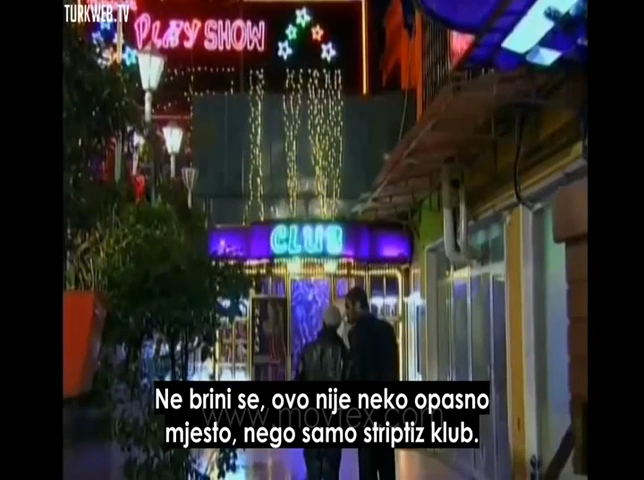 TURKWEB.TV
PLAY SHOW
CLUB
Ne brini se, ovo nije neko opasno
mjesto, nego samo striptiz klub.